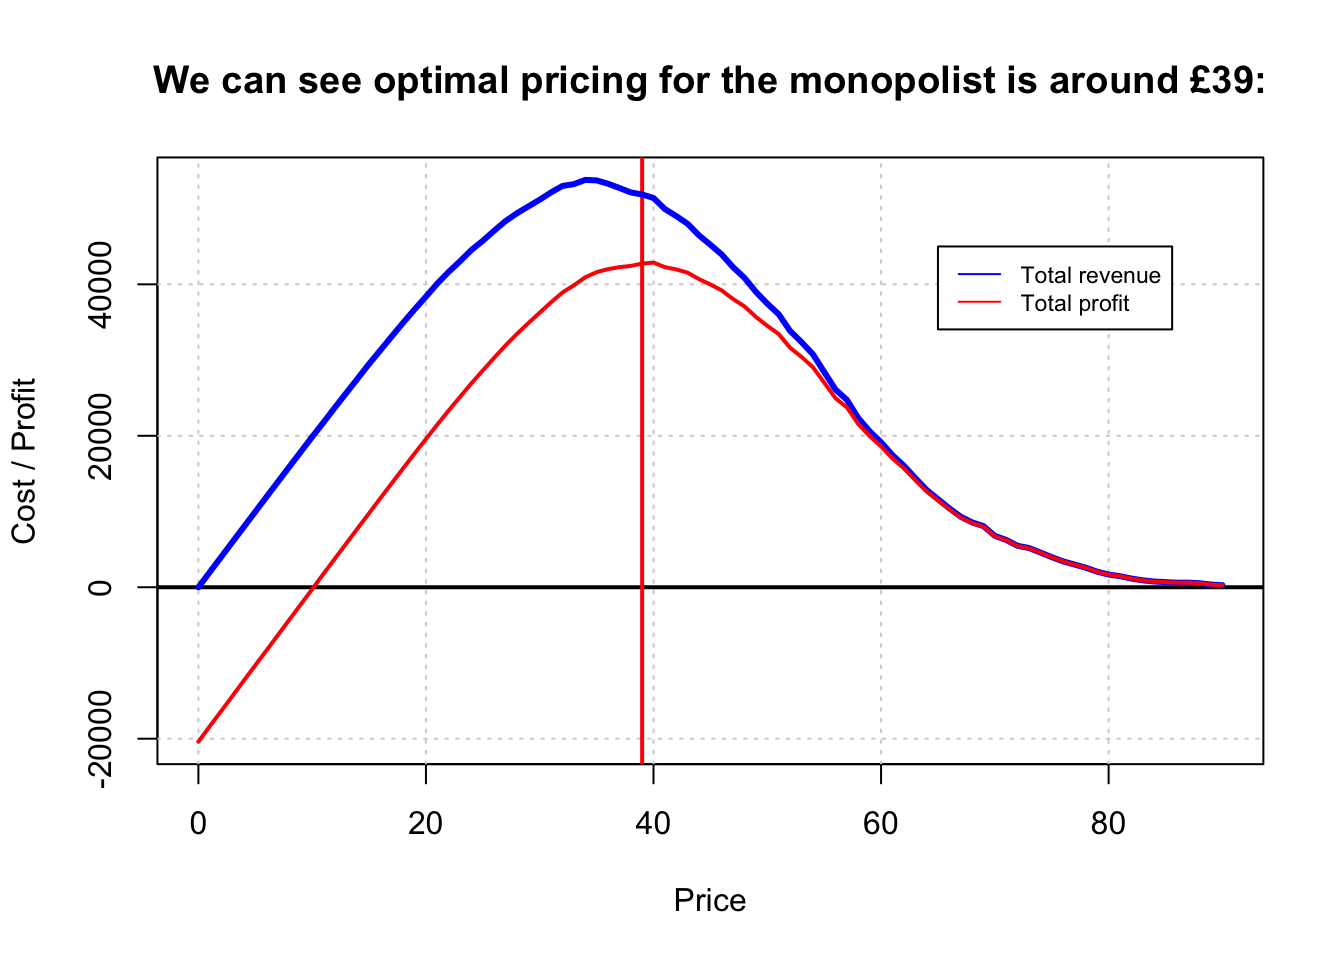 We can see optimal pricing for the monopolist is around £39:
Cost / Profit
40000
20000
0
-20000
Total revenue
Total profit
0 20 40 60 80
Price